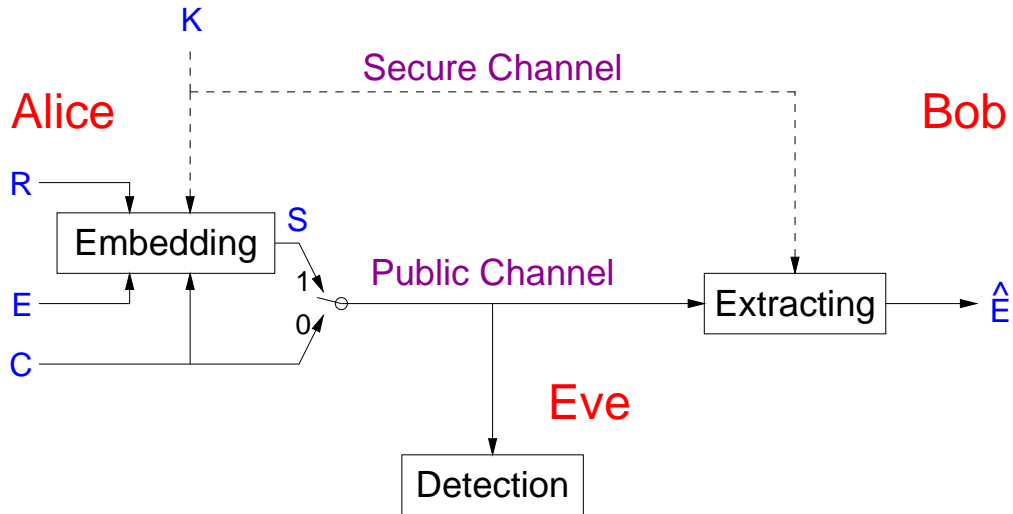 K
Secure Channel
Alice
Bob
R
S
Embedding
Public Channel
1
E
Extracting
Ê
0
C
Eve
Detection